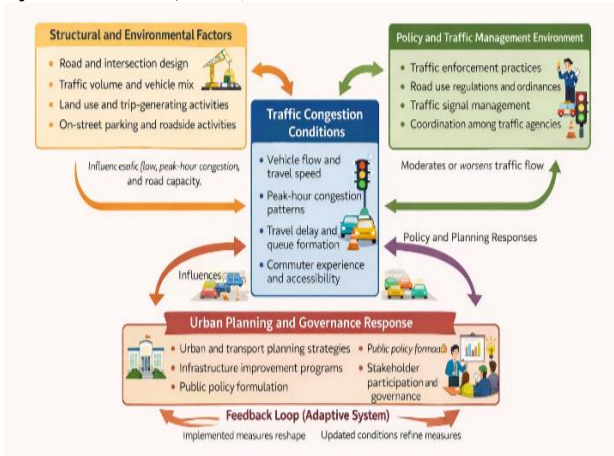 Structural and Environmental Factors
• Road and intersection design
• Traffic volume and vehicle mix
• Land use and trip-generating activities
• On-street parking and roadside activities
Policy and Traffic Management Environment
• Traffic enforcement practices
• Road use regulations and ordinances
• Traffic signal management
• Coordination among traffic agencies
Traffic Congestion
Conditions
• Vehicle flow and
travel speed
• Peak-hour congestion
patterns
• Travel delay and
queue formation
• Commuter experience
and accessibility
flow, peak-hour congestion,
and road capacity.
Moderates or worsens traffic flow
Influences
Policy and Planning Responses
Urban Planning and Governance Response
• Urban and transport planning strategies
• Infrastructure improvement programs
• Public policy formulation
• Public policy
• Stakeholder
participation and
governance
Feedback Loop (Adaptive System)
Implemented measures reshape
Updated conditions refine measures